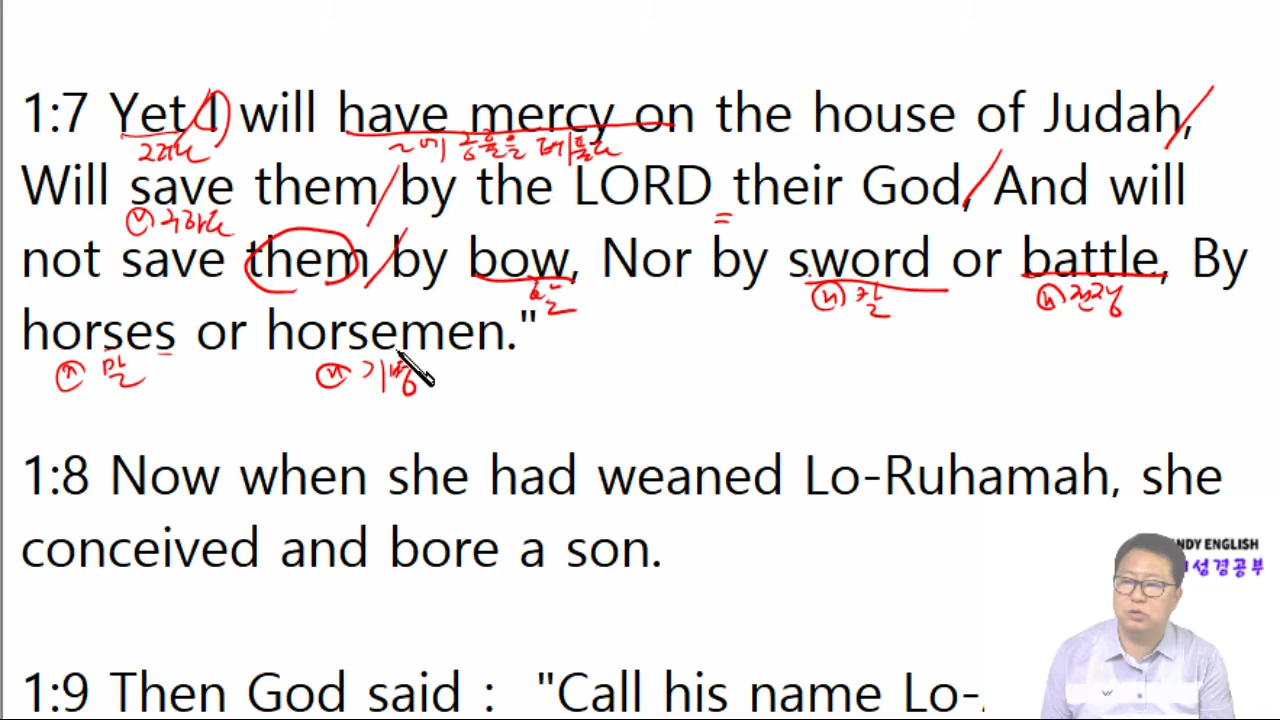 1:7 Yet I will have mercy on the house of Judah,
그러나
~에 긍휼을 베풀다
Will save them by the LORD their God, And will
v 구하다
not save them by bow, Nor by sword or battle, By
활
n 칼
n 전쟁
horses or horsemen."
n 말
n 기병
1:8 Now when she had weaned Lo-Ruhamah, she
conceived and bore a son.
NDY ENGLISH
성경공부
1:9 Then God said : "Call his name Lo-